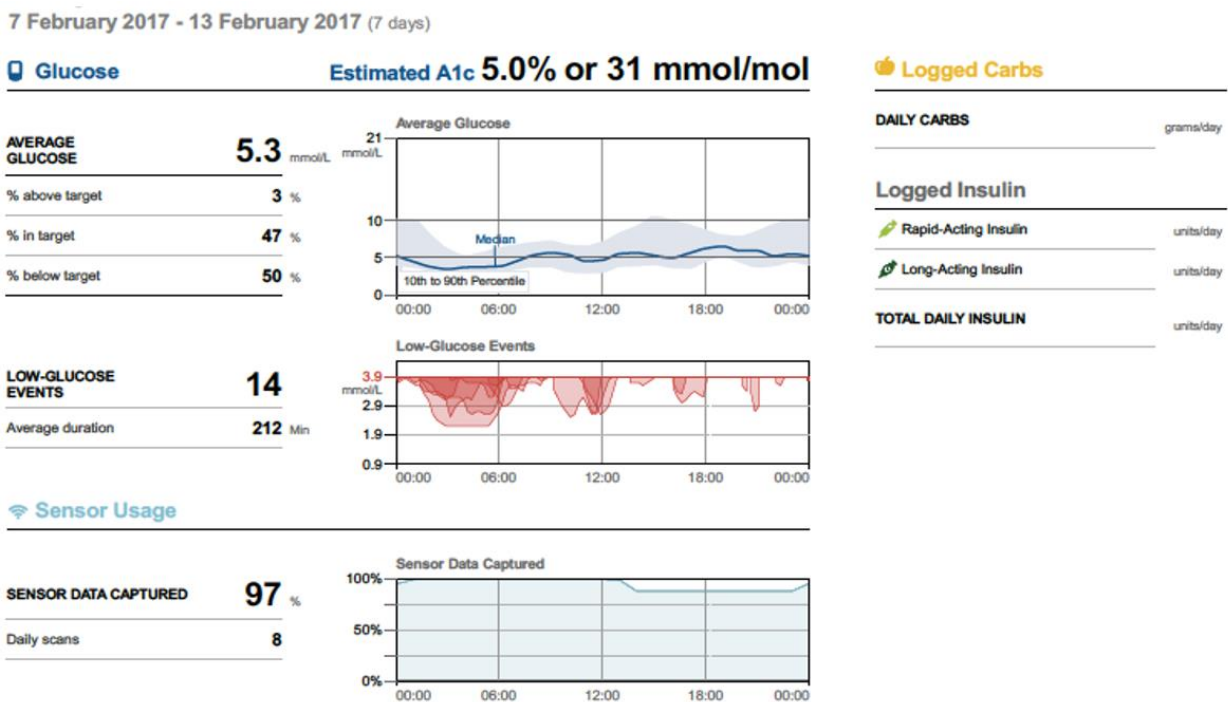 7 February 2017 - 13 February 2017 (7 days)
Glucose
Estimated A1c 5.0% or 31 mmol/mol
AVERAGE
GLUCOSE
5.3 mmol/L
% above target 3 %
% in target 47 %
% below target 50 %
Average Glucose
21
mmol/L
10
5
0
Median
10th to 90th Percentile
00:00 06:00 12:00 18:00 00:00
LOW-GLUCOSE
EVENTS
14
Average duration 212 Min
Low-Glucose Events
3.9
mmol/L
2.9
1.9
0.9
00:00 06:00 12:00 18:00 00:00
Sensor Usage
SENSOR DATA CAPTURED 97 %
Daily scans 8
Sensor Data Captured
100%
50%
0%
00:00 06:00 12:00 18:00 00:00
Logged Carbs
DAILY CARBS grams/day
Logged Insulin
Rapid-Acting Insulin units/day
Long-Acting Insulin units/day
TOTAL DAILY INSULIN units/day